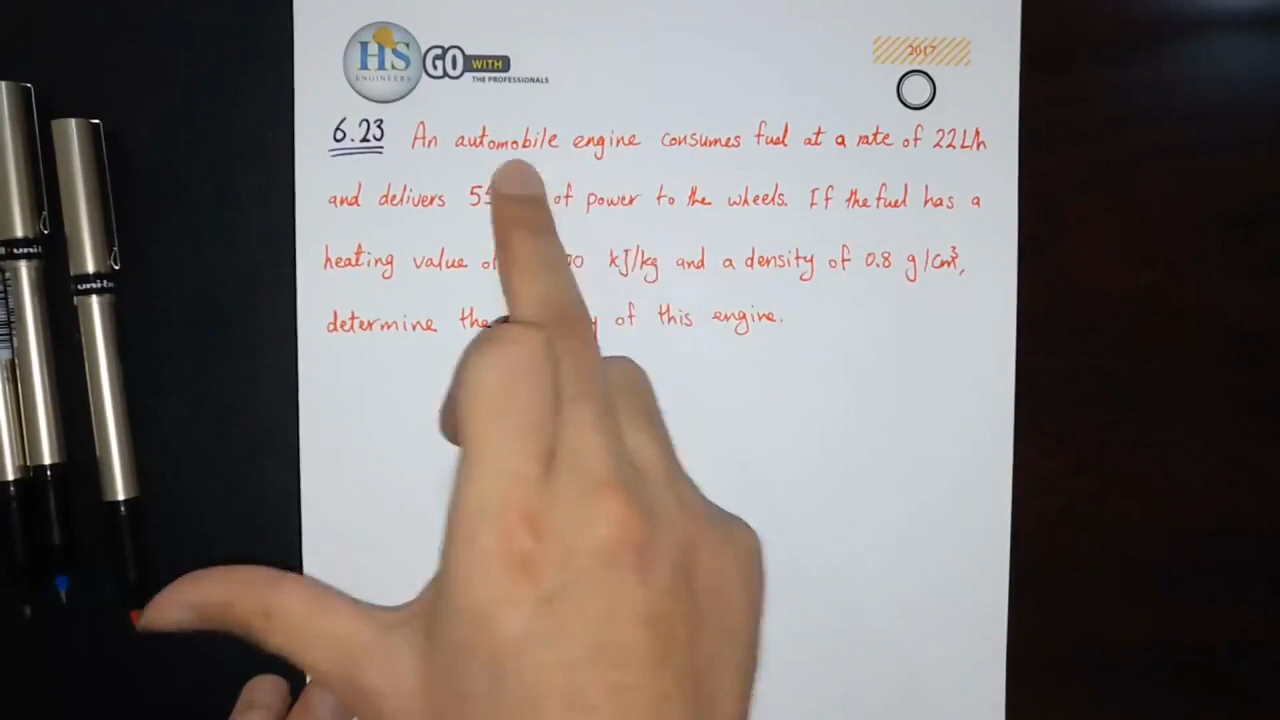 HS
ENGINEERS
GO WITH
THE PROFESSIONALS
2017
6.23 An automobile engine consumes fuel at a rate of 22 L/h
and delivers of power to the wheels. If the fuel has a
heating value kJ/kg and a density of 0.8 g/cm³,
determine the of this engine.
uni
uni